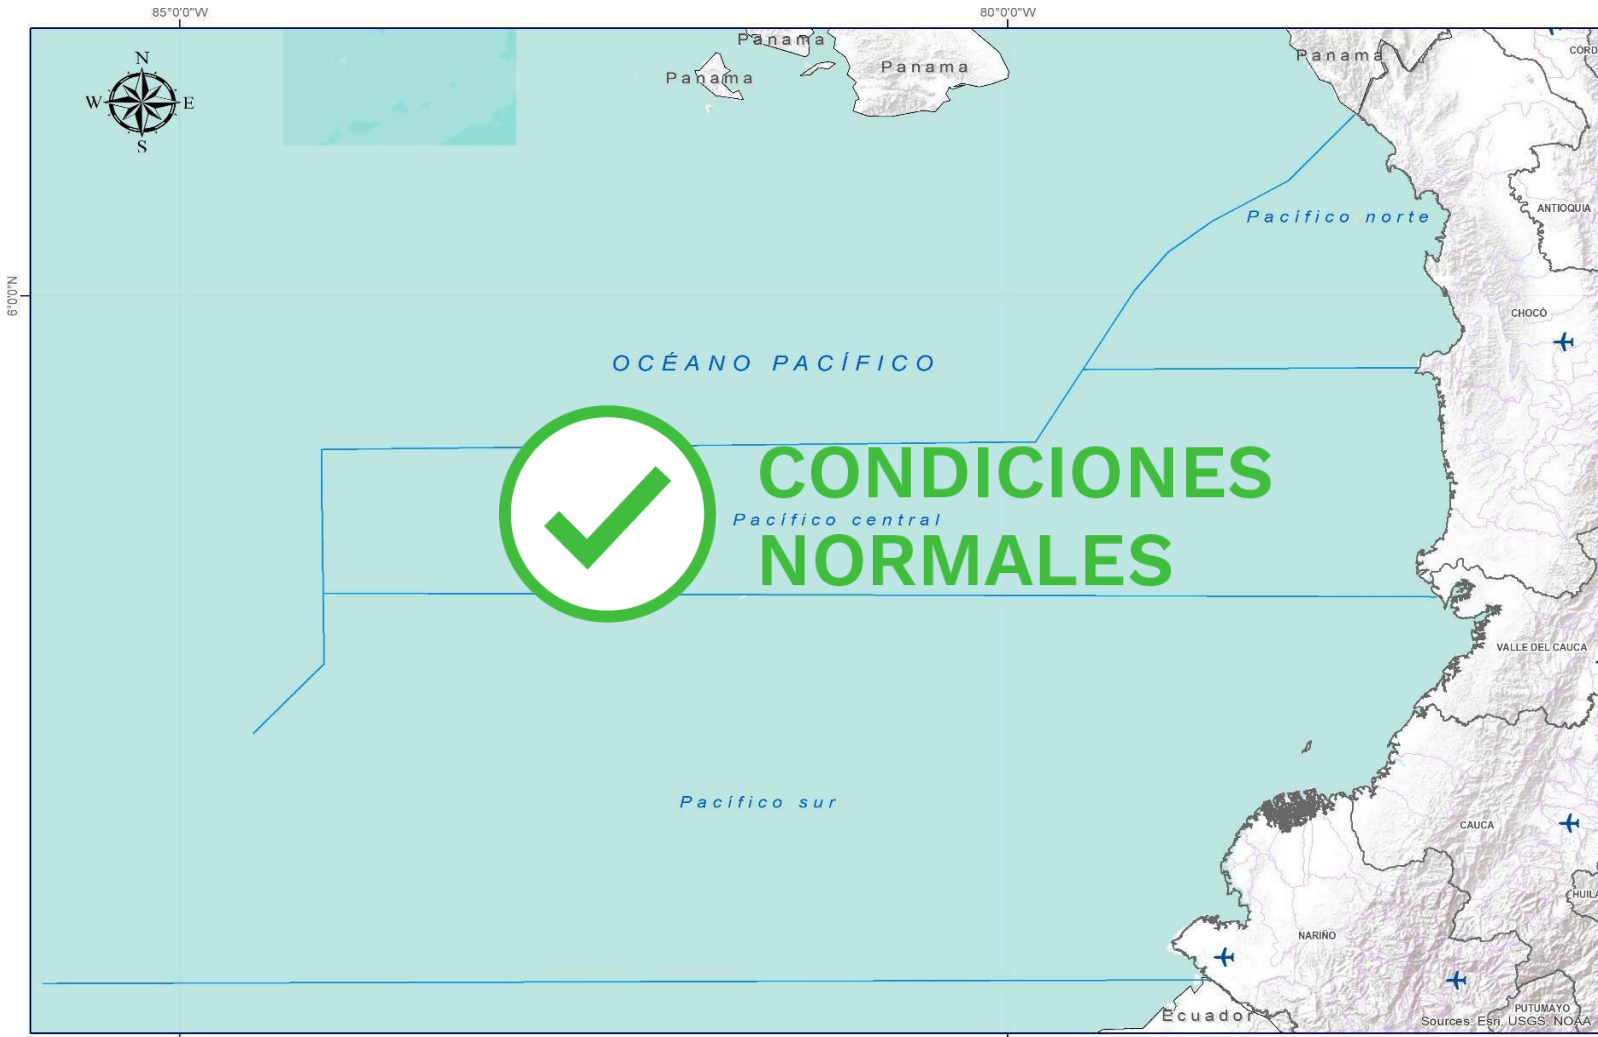 85°0'0"W
80°0'0"W
N
W
E
S
6°0'0"N
Panama
Panama
Panama
Panama
CÓRD
ANTIOQUIA
Pacífico norte
CHOCÓ
OCÉANO PACÍFICO
CONDICIONES
Pacífico central
NORMALES
VALLE DEL CAUCA
Pacífico sur
CAUCA
HUILA
NARIÑO
PUTUMAYO
Ecuador
Sources: Esri, USGS, NOAA